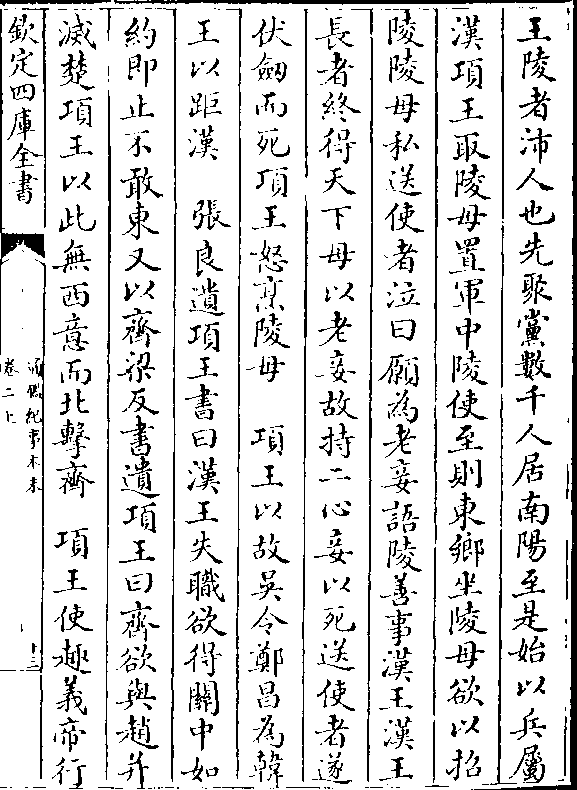 王陵者沛人也先聚黨數千人居南陽至是始以兵屬
漢項王取陵母置軍中陵使至則東鄉坐陵母欲以招
陵陵母私送使者泣曰願為老妾語陵善事漢王漢王
長者終得天下母以老妾故持二心妾以死送使者遂
伏劒而死項王怒烹陵母　項王以故吳令鄭昌為韓
王以距漢　張良遺項王書曰漢王失職欲得關中如
約即止不敢東又以齊梁反書遺項王曰齊欲與趙并
滅楚項王以此無西意而北擊齊　項王使趣義帝行
欽定四庫全書
通鑑紀事本末
卷二上
十三